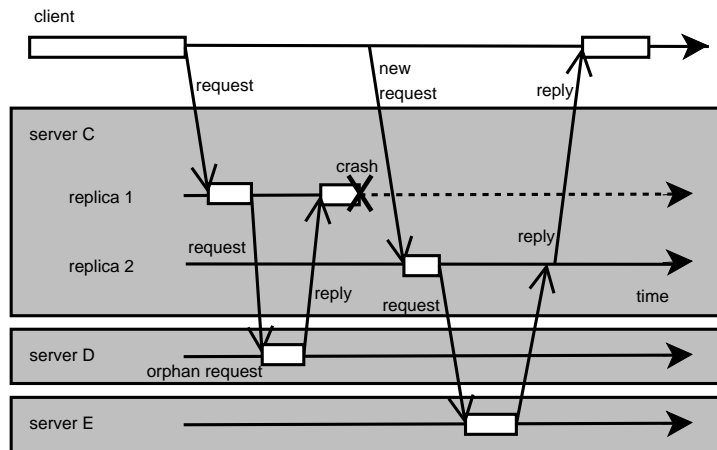 client
new
request
request
reply
server C
crash
replica 1
request
reply
replica 2
reply
request
time
server D
orphan request
server E